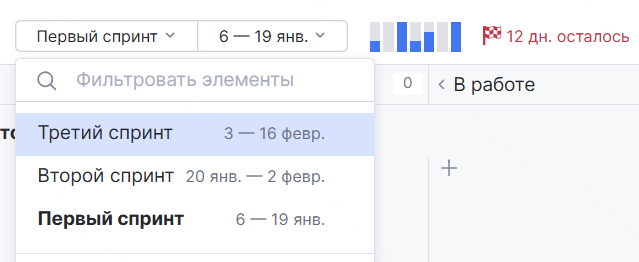 Первый спринт 6 — 19 янв. 12 дн. осталось
Фильтровать элементы 0 В работе
Третий спринт 3 — 16 февр.
Второй спринт 20 янв. — 2 февр.
Первый спринт 6 — 19 янв.